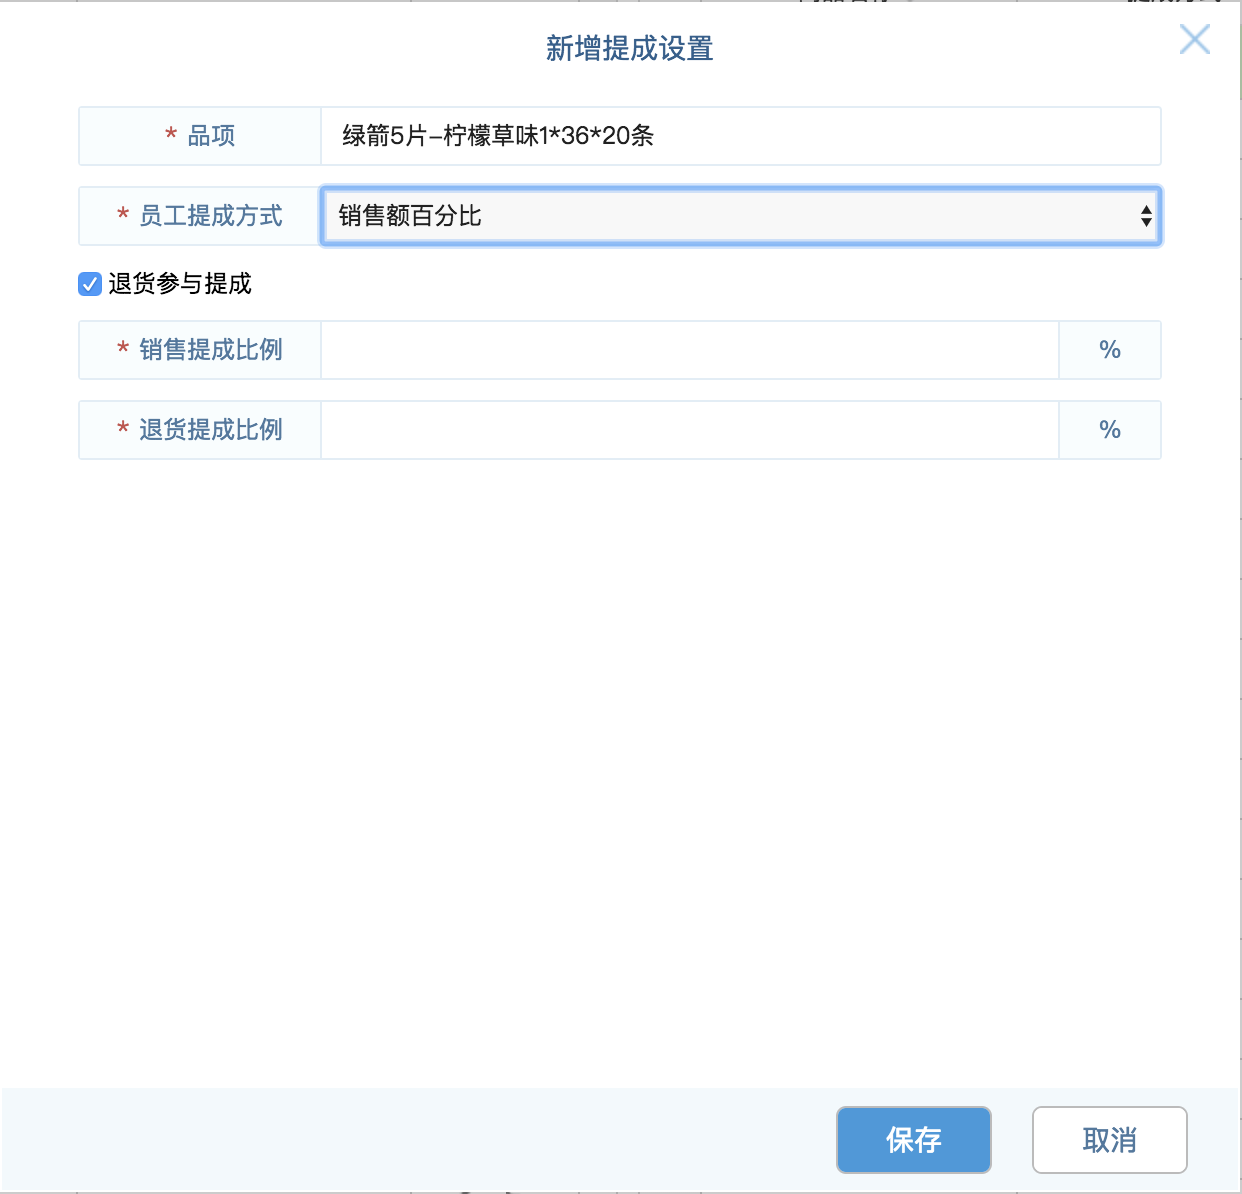 新增提成设置
* 品项 绿箭5片-柠檬草味1*36*20条
* 员工提成方式 销售额百分比
退货参与提成
* 销售提成比例 %
* 退货提成比例 %
保存 取消